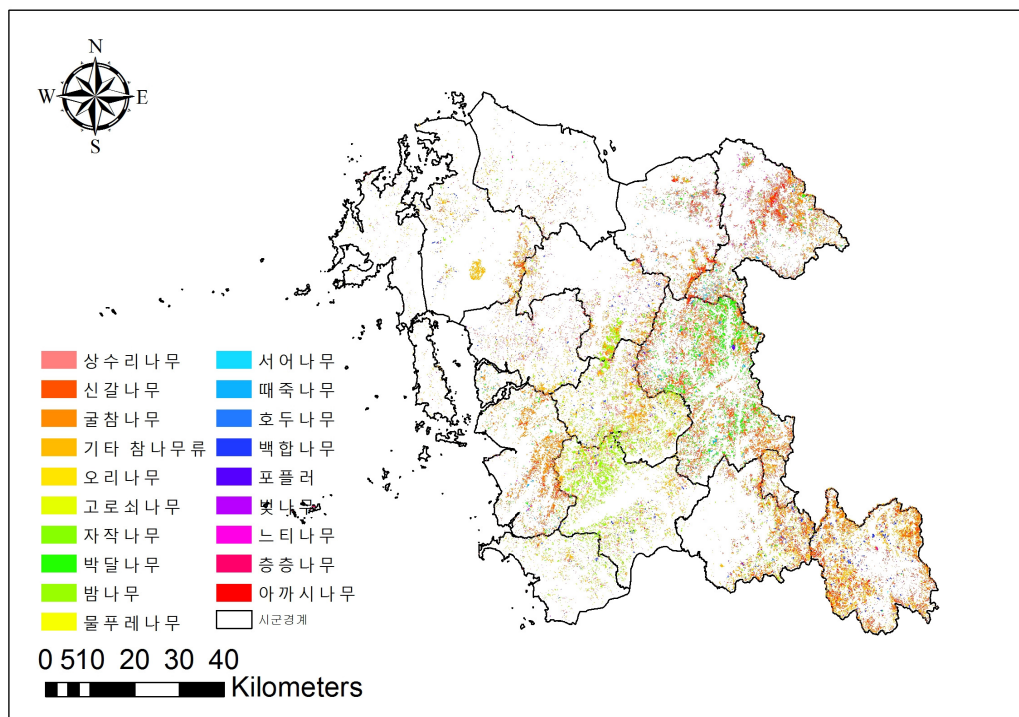 N
W E
S
상수리나무
신갈나무
굴참나무
기타 참나무류
오리나무
고로쇠나무
자작나무
박달나무
밤나무
물푸레나무
서어나무
때죽나무
호두나무
백합나무
포플러
벚나무
느티나무
층층나무
아까시나무
시군경계
0 510 20 30 40
Kilometers